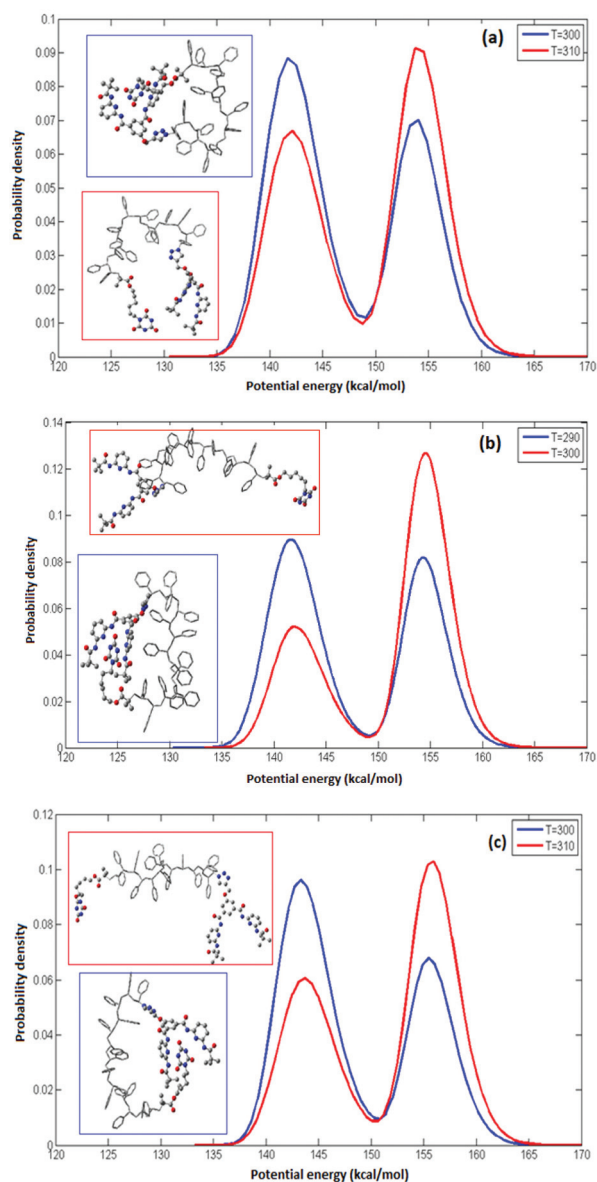 (a)
T=300
T=310
0.1
0.09
0.08
0.07
0.06
0.05
0.04
0.03
0.02
0.01
0
Probability density
120 125 130 135 140 145 150 155 160 165 170
Potential energy (kcal/mol)
(b)
T=290
T=300
0.14
0.12
0.1
0.08
0.06
0.04
0.02
0
Probability density
120 125 130 135 140 145 150 155 160 165 170
Potential energy (kcal/mol)
(c)
T=300
T=310
0.12
0.1
0.08
0.06
0.04
0.02
0
Probability density
120 125 130 135 140 145 150 155 160 165 170
Potential energy (kcal/mol)